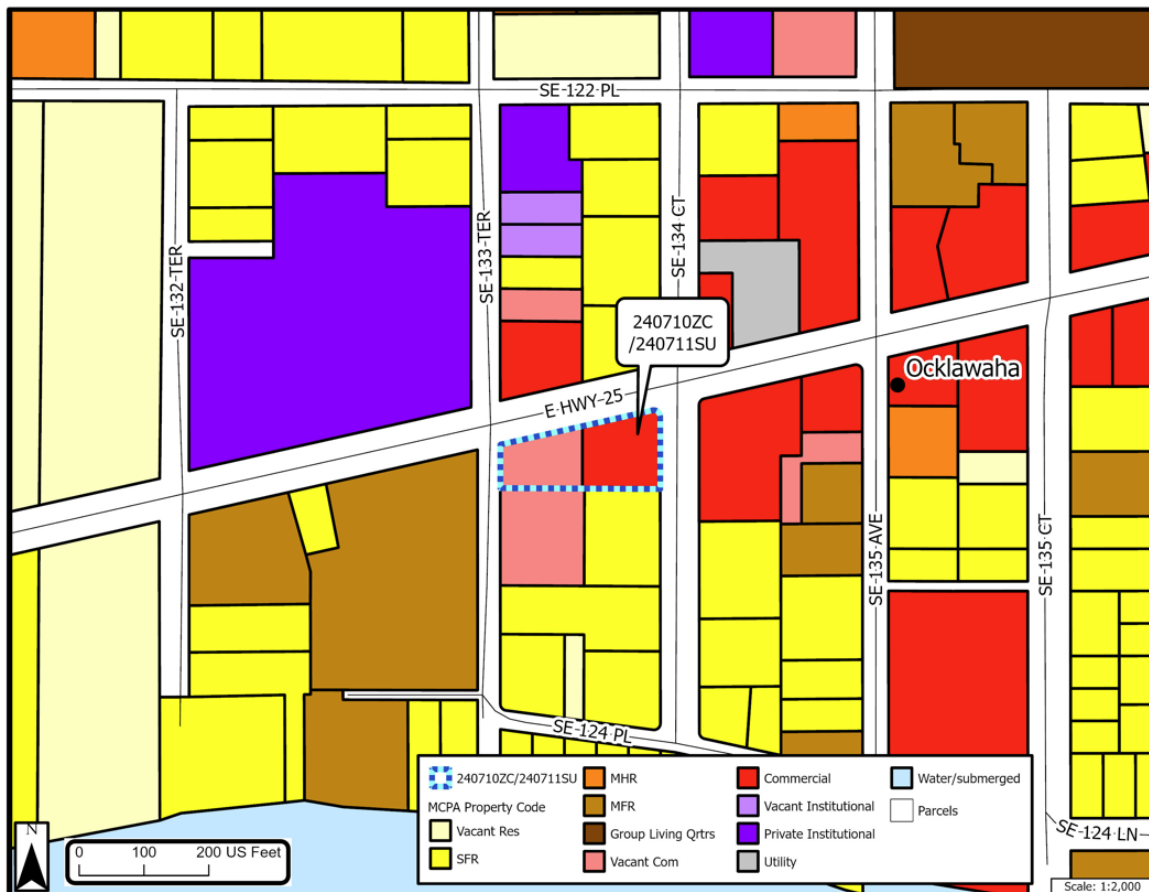 SE 122 PL
SE-132-TER
SE-133-TER
SE-134 CT
240710ZC
/240711SU
E HWY-25
Ocklawaha
SE-135 AVE
SE-135 CT
SE-124 PL
SE-124 LN
240710ZC/240711SU
MCPA Property Code
Vacant Res
SFR
MHR
MFR
Group Living Qrtrs
Vacant Com
Commercial
Vacant Institutional
Private Institutional
Utility
Water/submerged
Parcels
N
0 100 200 US Feet
Scale: 1:2,000